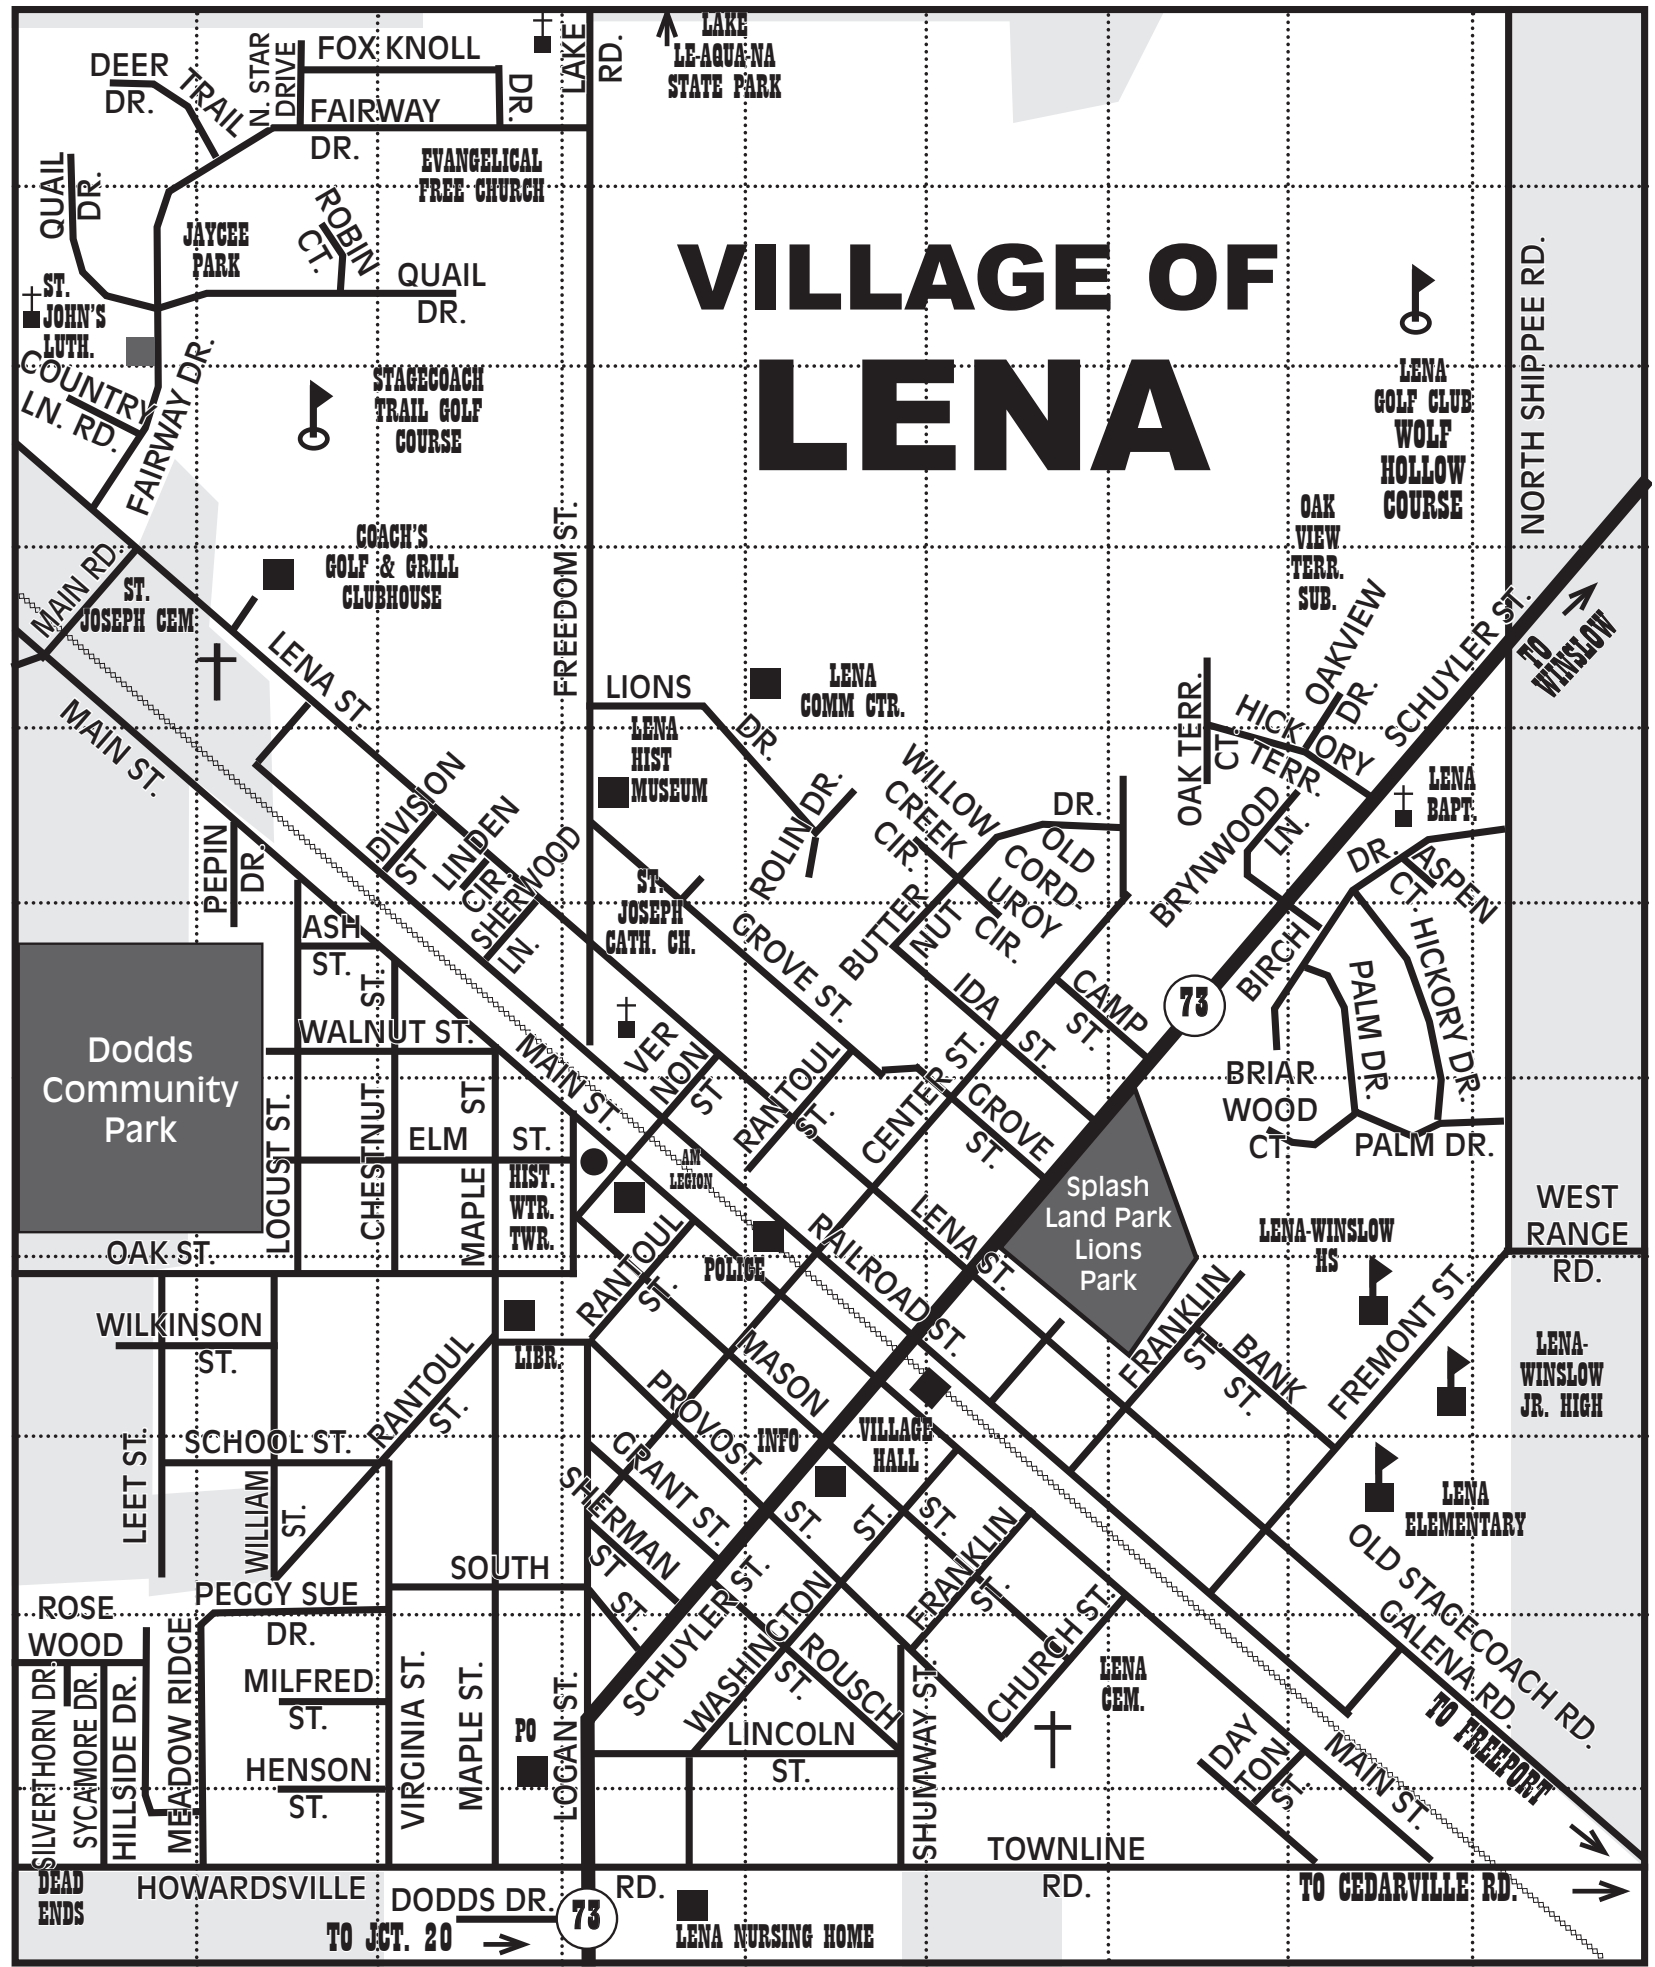 DEER
DR.
TRAIL
N. STAR
DRIVE
FOX KNOLL
DR.
FAIRWAY
DR.
LAKE
RD.
LAKE
LE-AQUA-NA
STATE PARK
EVANGELICAL
FREE CHURCH
QUAIL
DR.
JAYCEE
PARK
ROBIN
CT.
QUAIL
DR.
ST.
JOHN'S
LUTH.
COUNTRY
LN. RD.
FAIRWAY DR.
STAGECOACH
TRAIL GOLF
COURSE
VILLAGE OF
LENA
LENA
GOLF CLUB
WOLF
HOLLOW
COURSE
NORTH SHIPPEE RD.
COACH'S
GOLF & GRILL
CLUBHOUSE
FREEDOM ST.
OAK
VIEW
TERR.
SUB.
MAIN RD.
ST.
JOSEPH CEM
LENA ST.
MAIN ST.
LIONS
DR.
LENA
COMM CTR.
LENA
HIST
MUSEUM
OAK TERR.
CT.
HICK
ORY
TERR.
OAKVIEW
DR.
SCHUYLER ST.
TO
WINSLOW
LENA
BAPT.
DIVISION
ST
LINDEN
CIR.
SHERWOOD
LN.
ROLIN DR.
WILLOW
CREEK
CIR.
DR.
OLD
CORD-
UROY
CIR.
BUTTER
NUT
BRYNWOOD
LN.
DR.
ASPEN
CT.
BIRCH
HICKORY DR.
PALM DR.
PALM DR.
BRIAR
WOOD
CT
PEPIN
DR.
ASH
ST.
ST.
JOSEPH
CATH. CH.
GROVE ST.
IDA
ST.
CAMP
ST.
73
Dodds
Community
Park
WALNUT ST.
MAIN ST.
VER
NON
ST
RANTOUL
ST.
CENTER ST.
GROVE
ST.
LOGUST ST.
CHESTNUT
ST.
MAPLE
ST
ELM
ST.
HIST.
WTR.
TWR.
AM
LEGION
OAK ST.
Splash
Land Park
Lions
Park
LENA ST.
WEST
RANGE
RD.
LENA-WINSLOW
HS
POLICE
RANTOUL
ST.
RAILROAD ST.
WILKINSON
ST.
LIBR.
RANTOUL
ST.
MASON
ST.
FRANKLIN
ST.
BANK
ST.
FREMONT ST.
LENA-
WINSLOW
JR. HIGH
LEET ST.
SCHOOL ST.
WILLIAM
ST.
PROVOST
ST.
INFO
VILLAGE
HALL
GRANT ST.
SHERMAN
ST
ST.
LENA
ELEMENTARY
SOUTH
PEGGY SUE
DR.
ROSE
WOOD
SILVERTHORN DR.
SYCAMORE DR.
HILLSIDE DR.
MEADOW RIDGE
MILFRED
ST.
HENSON
ST.
VIRGINIA ST.
MAPLE ST.
PO
LOGAN ST.
SCHUYLER ST.
WASHINGTON
ST.
FRANKLIN
ST.
ROUSCH
ST.
CHURCH ST.
LENA
CEM.
LINCOLN
ST.
SHUMWAY ST.
OLD STAGECOACH RD.
GALENA RD.
TO FREEPORT
DAY
TON
ST.
MAIN ST.
TOWNLINE
RD.
DEAD
ENDS
HOWARDSVILLE
RD.
DODDS DR.
73
TO JCT. 20
LENA NURSING HOME
TO CEDARVILLE RD.